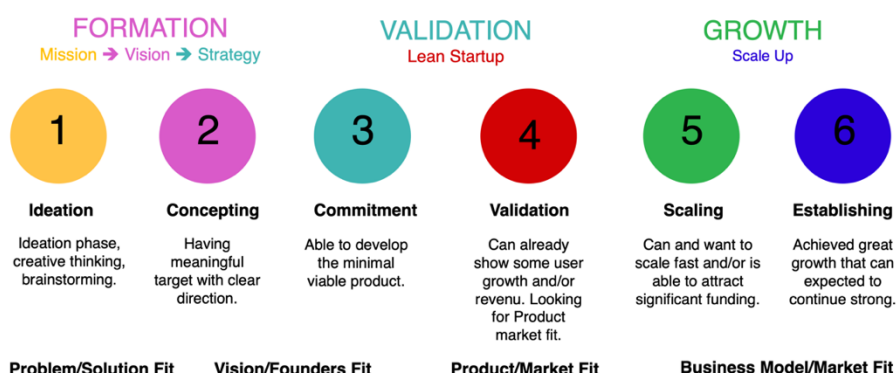 FORMATION
Mission ➔ Vision ➔ Strategy
VALIDATION
Lean Startup
GROWTH
Scale Up
1
2
3
4
5
6
Ideation
Ideation phase,
creative thinking,
brainstorming.
Concepting
Having
meaningful
target with clear
direction.
Commitment
Able to develop
the minimal
viable product.
Validation
Can already
show some user
growth and/or
revenu. Looking
for Product
market fit.
Scaling
Can and want to
scale fast and/or is
able to attract
significant funding.
Establishing
Achieved great
growth that can
expected to
continue strong.
Problem/Solution Fit
Vision/Founders Fit
Product/Market Fit
Business Model/Market Fit